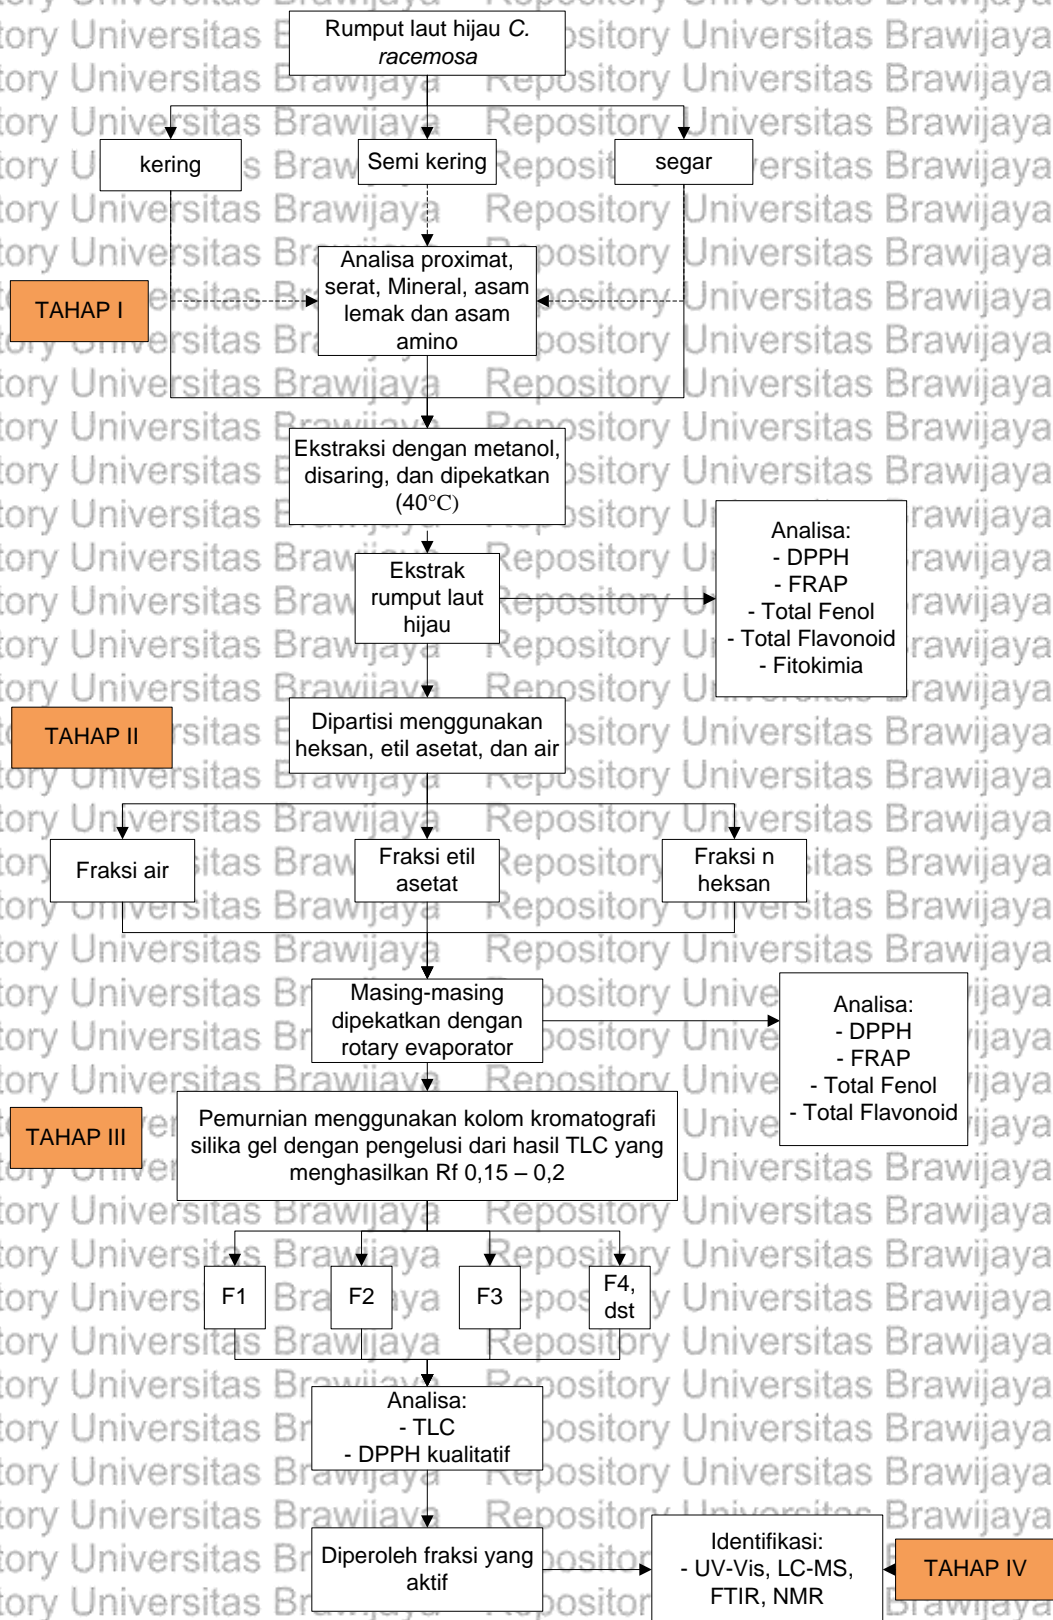 Rumput laut hijau C.
racemosa
kering
Semi kering
segar
Analisa proximat,
serat, Mineral, asam
lemak dan asam
amino
TAHAP I
Ekstraksi dengan metanol,
disaring, dan dipekatkan
(40°C)
Ekstrak
rumput laut
hijau
Analisa:
- DPPH
- FRAP
- Total Fenol
- Total Flavonoid
- Fitokimia
TAHAP II
Dipartisi menggunakan
heksan, etil asetat, dan air
Fraksi air
Fraksi etil
asetat
Fraksi n
heksan
Masing-masing
dipekatkan dengan
rotary evaporator
Analisa:
- DPPH
- FRAP
- Total Fenol
- Total Flavonoid
TAHAP III
Pemurnian menggunakan kolom kromatografi
silika gel dengan pengelusi dari hasil TLC yang
menghasilkan Rf 0,15 – 0,2
F1
F2
F3
F4,
dst
Analisa:
- TLC
- DPPH kualitatif
Diperoleh fraksi yang
aktif
Identifikasi:
- UV-Vis, LC-MS,
FTIR, NMR
TAHAP IV
Repository Universitas Brawijaya